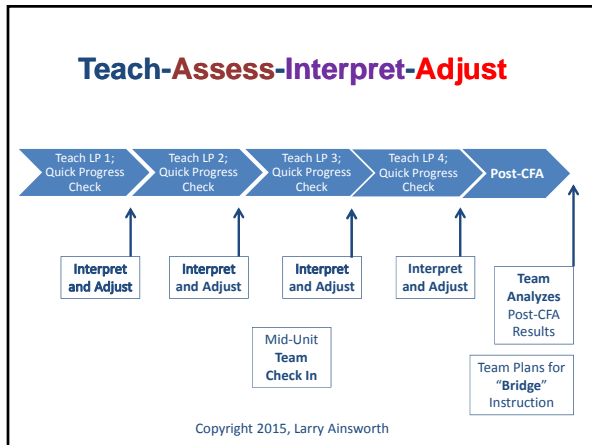 Teach-Assess-Interpret-Adjust
Teach LP 1;
Quick Progress
Check
Teach LP 2;
Quick Progress
Check
Teach LP 3;
Quick Progress
Check
Teach LP 4;
Quick Progress
Check
Post-CFA
Interpret
and Adjust
Interpret
and Adjust
Interpret
and Adjust
Interpret
and Adjust
Team
Analyzes
Post-CFA
Results
Mid-Unit
Team
Check In
Team Plans for
“Bridge”
Instruction
Copyright 2015, Larry Ainsworth